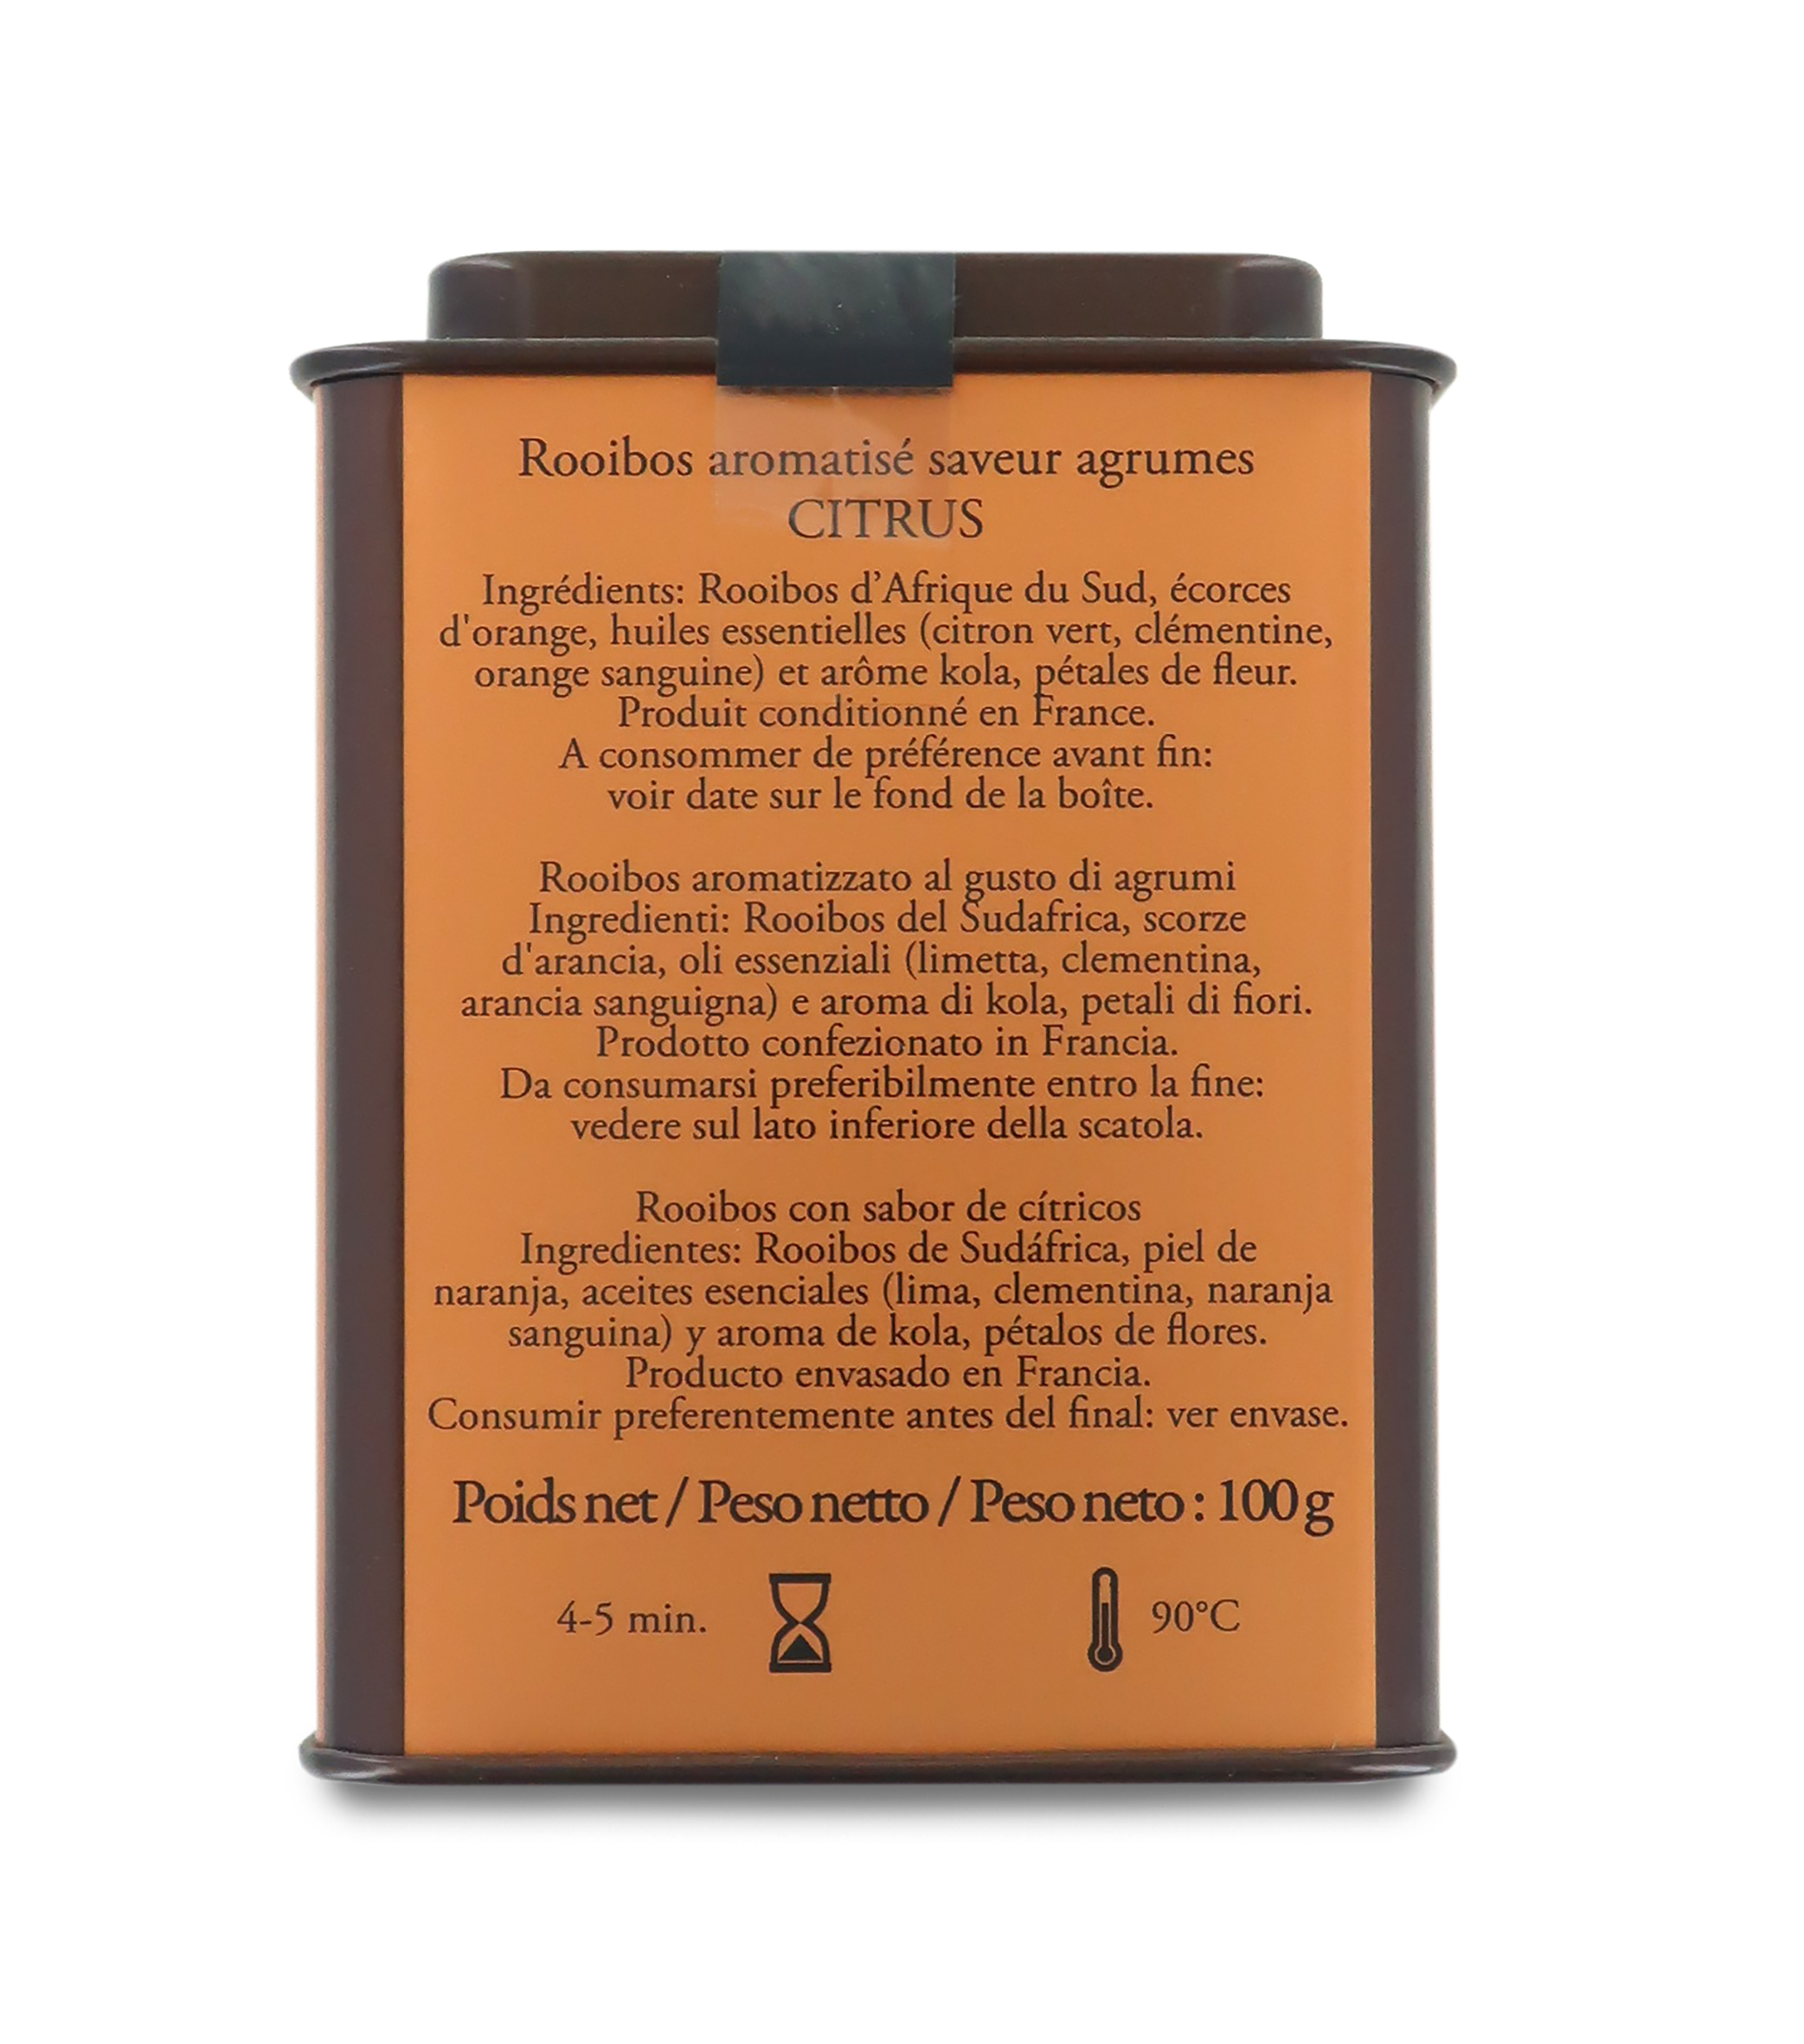 Rooibos aromatisé saveur agrumes
CITRUS
Ingrédients: Rooibos d’Afrique du Sud, écorces
d'orange, huiles essentielles (citron vert, clémentine,
orange sanguine) et arôme kola, pétales de fleur.
Produit conditionné en France.
A consommer de préférence avant fin:
voir date sur le fond de la boîte.
Rooibos aromatizzato al gusto di agrumi
Ingredienti: Rooibos del Sudafrica, scorze
d'arancia, oli essenziali (limetta, clementina,
arancia sanguigna) e aroma di kola, petali di fiori.
Prodotto confezionato in Francia.
Da consumarsi preferibilmente entro la fine:
vedere sul lato inferiore della scatola.
Rooibos con sabor de cítricos
Ingredientes: Rooibos de Sudáfrica, piel de
naranja, aceites esenciales (lima, clementina, naranja
sanguina) y aroma de kola, pétalos de flores.
Producto envasado en Francia.
Consumir preferentemente antes del final: ver envase.
Poids net / Peso netto / Peso neto : 100 g
4-5 min. 90°C